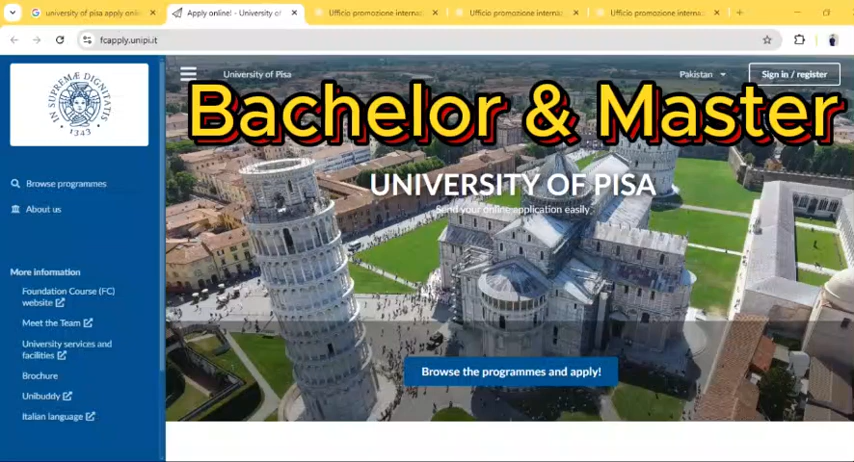 university of pisa apply onlin
Apply online! - University of
Ufficio promozione internaz
Ufficio promozione interna
Ufficio promozione internaz
fcapply.unipi.it
IN SUPREMÆ DIGNITATIS
1343
University of Pisa
Pakistan
Sign in / register
Bachelor & Master
UNIVERSITY OF PISA
Send your online application easily
Browse programmes
About us
More information
Foundation Course (FC)
website
Meet the Team
University services and
facilities
Brochure
Unibuddy
Italian language
Browse the programmes and apply!